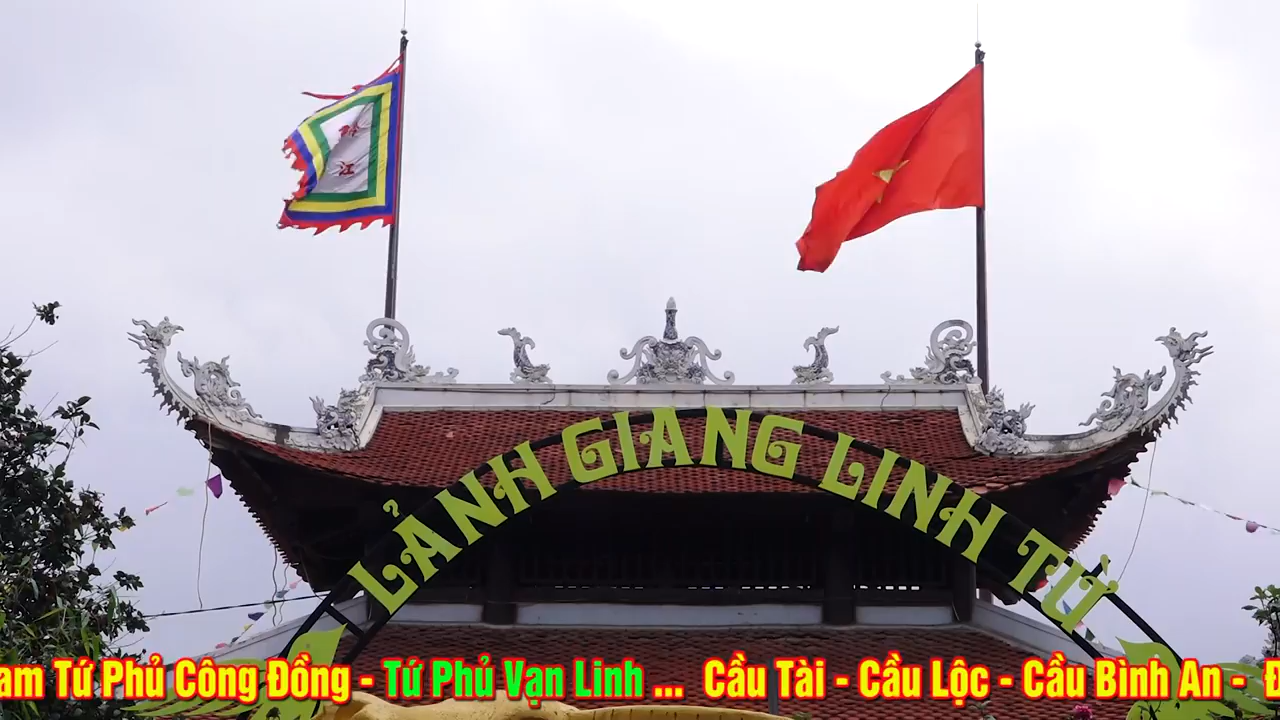 LẢNH GIANG LINH TỪ
am Tứ Phủ Công Đồng - Tứ Phủ Vạn Linh ... Cầu Tài - Cầu Lộc - Cầu Bình An - Đ